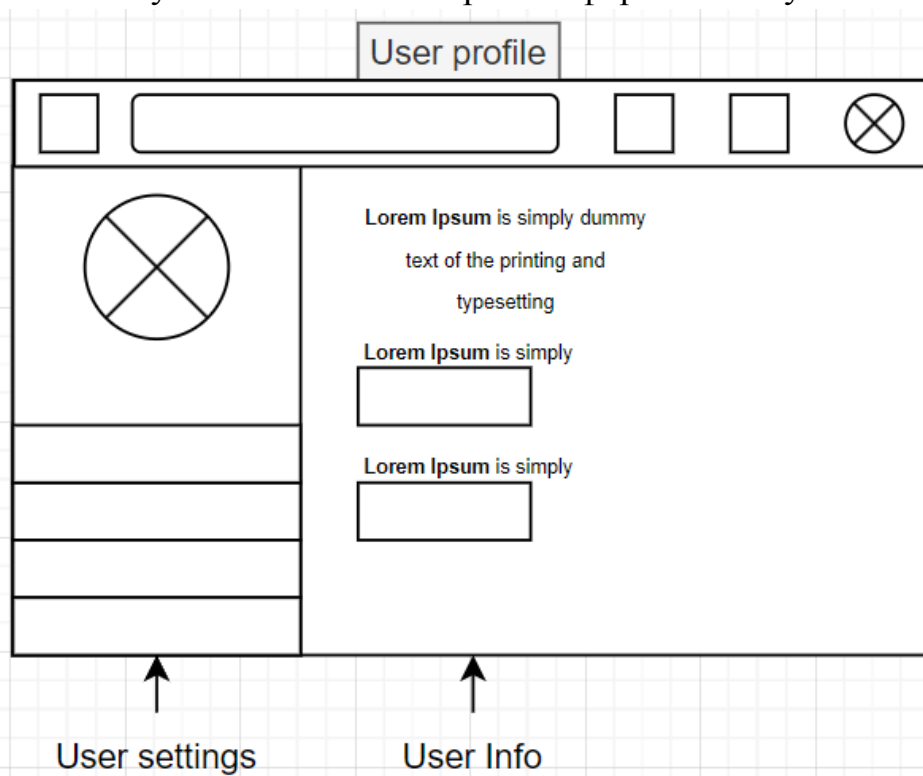 User profile
Lorem Ipsum is simply dummy
text of the printing and
typesetting
Lorem Ipsum is simply
Lorem Ipsum is simply
User settings
User Info